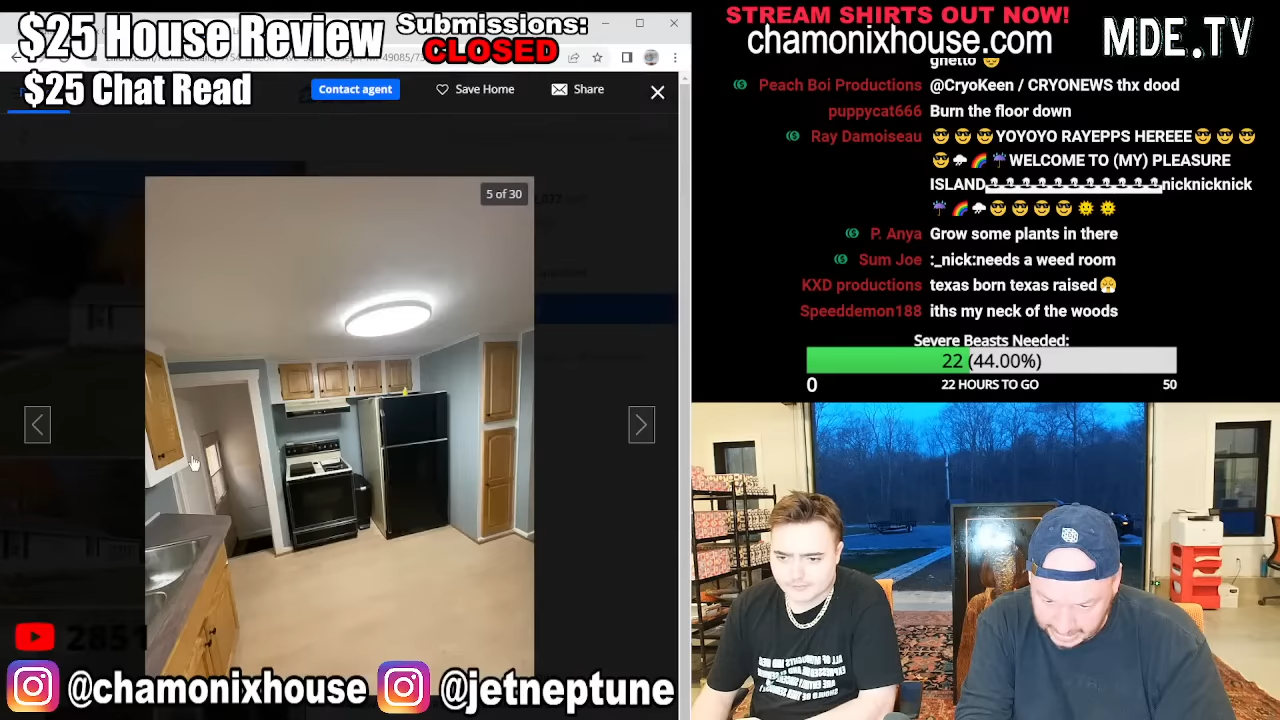 $25 House Review
Submissions:
CLOSED
$25 Chat Read
Contact agent
Save Home
Share
5 of 30
2851
@chamonixhouse
@jetneptune
STREAM SHIRTS OUT NOW!
chamonixhouse.com
MDE.TV
ghetto
Peach Boi Productions @CryoKeen / CRYONEWS thx dood
puppycat666 Burn the floor down
Ray Damoiseau 😎😎😎YOYOYO RAYEPPS HEREEE😎😎😎
😎🌩🌈☔WELCOME TO (MY) PLEASURE
ISLAND🏝🏝🏝🏝🏝🏝🏝🏝🏝🏝nicknicknick
☔🌈🌩😎😎😎😎🌞🌞
P. Anya Grow some plants in there
Sum Joe :_nick:needs a weed room
KXD productions texas born texas raised😤
Speeddemon188 iths my neck of the woods
Severe Beasts Needed:
22 (44.00%)
0 22 HOURS TO GO 50